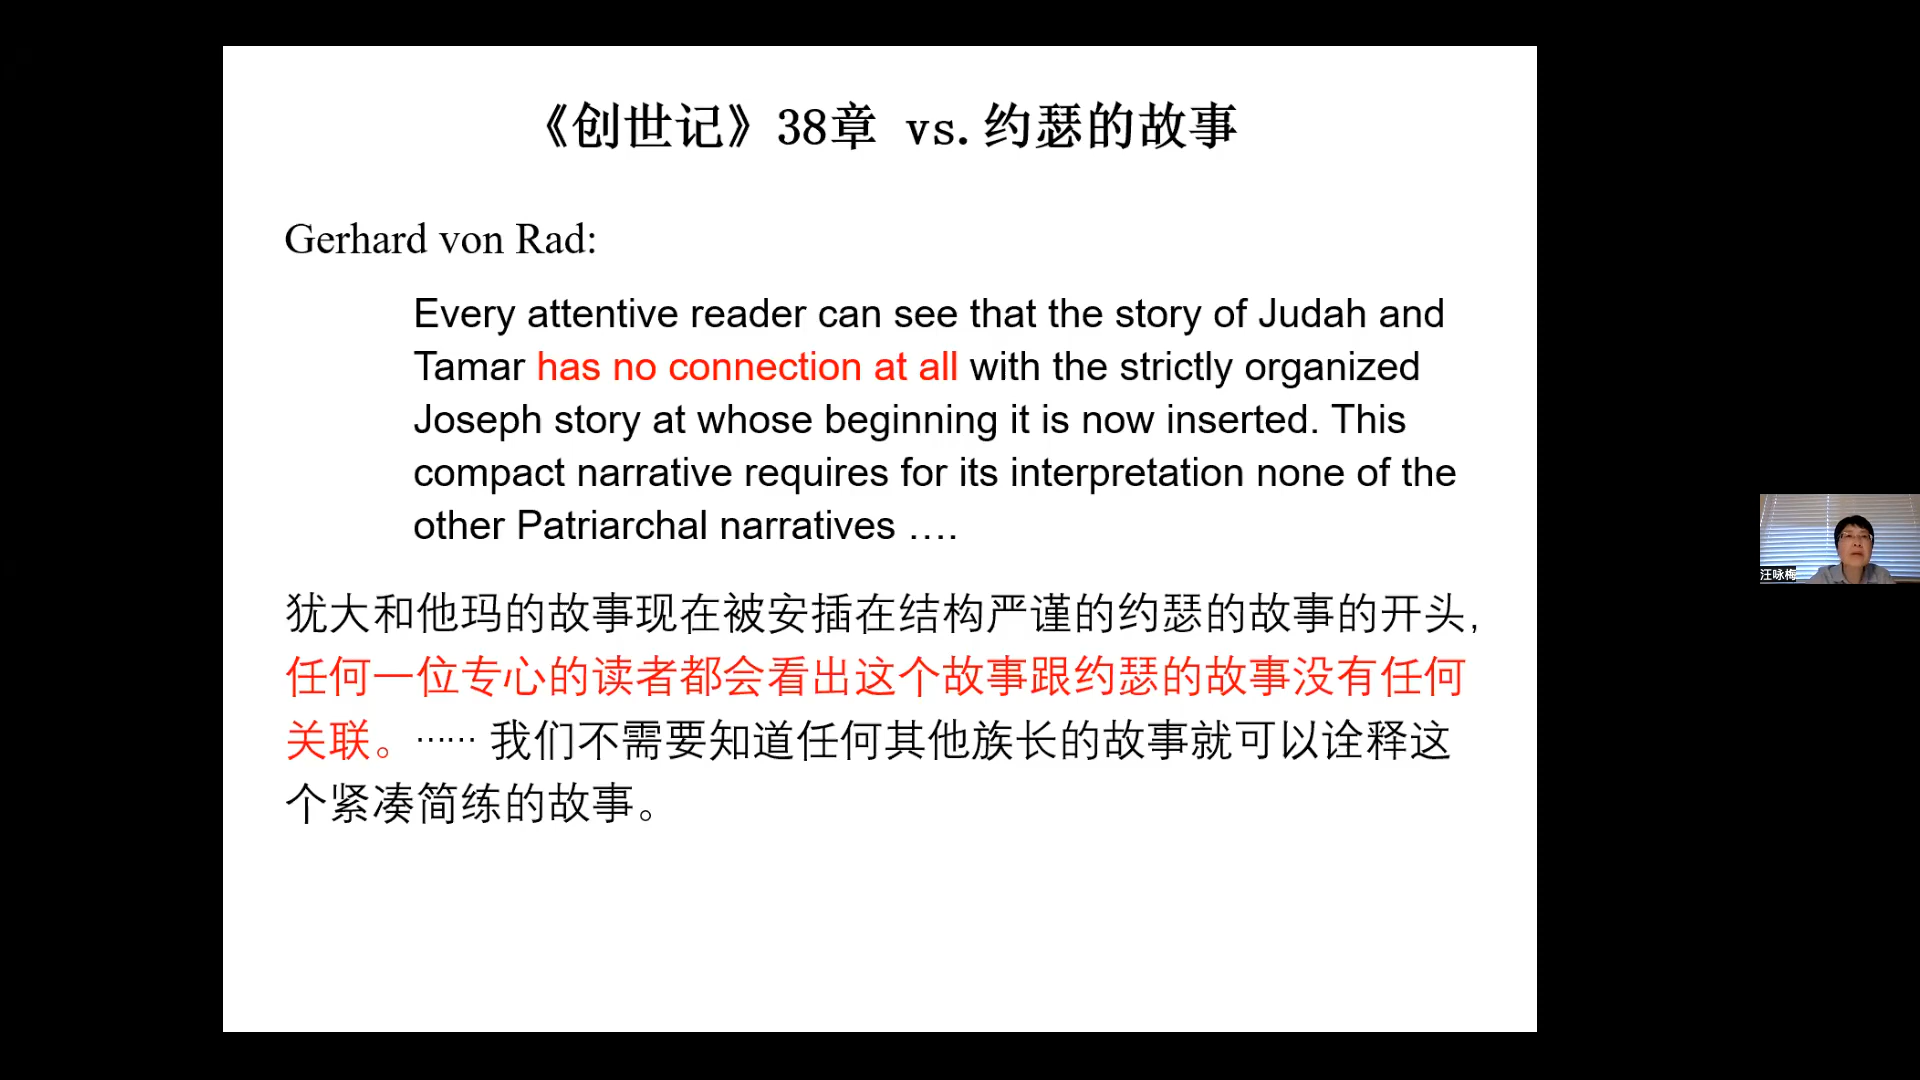 《创世记》38章 vs. 约瑟的故事
Gerhard von Rad:
Every attentive reader can see that the story of Judah and
Tamar has no connection at all with the strictly organized
Joseph story at whose beginning it is now inserted. This
compact narrative requires for its interpretation none of the
other Patriarchal narratives ….
犹大和他玛的故事现在被安插在结构严谨的约瑟的故事的开头,
任何一位专心的读者都会看出这个故事跟约瑟的故事没有任何
关联。…… 我们不需要知道任何其他族长的故事就可以诠释这
个紧凑简练的故事。
汪咏梅